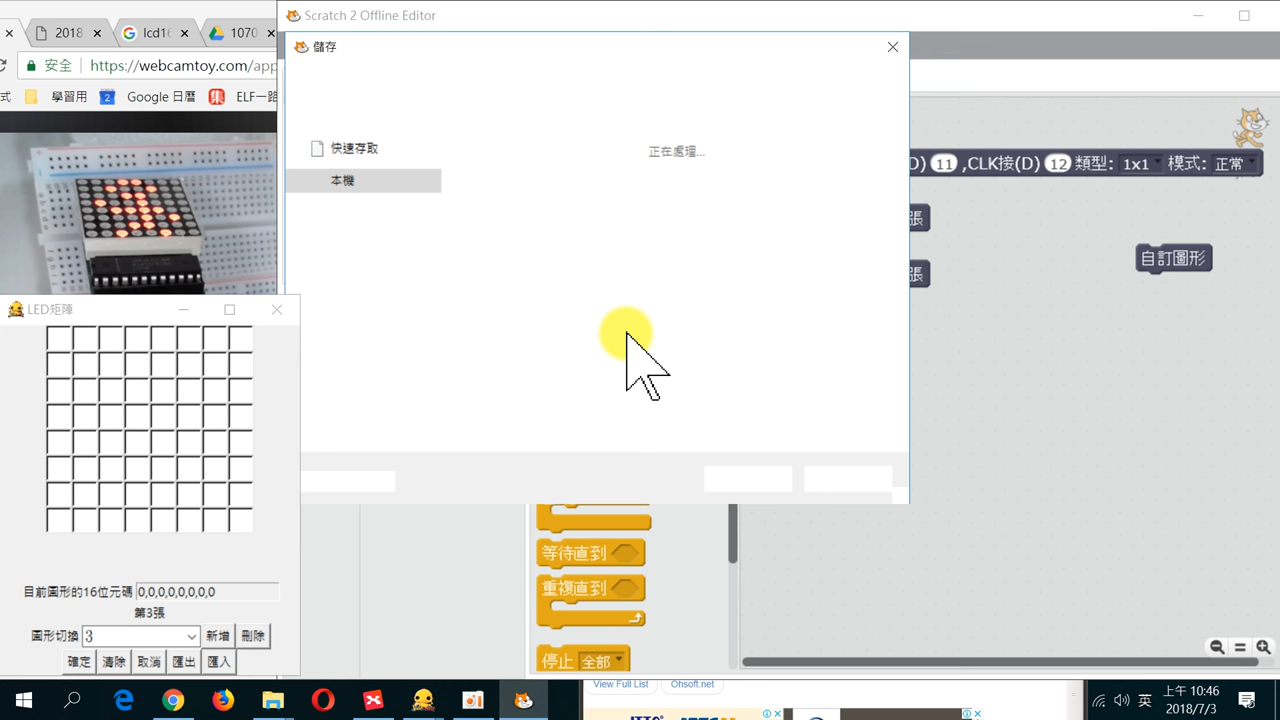 Scratch 2 Offline Editor
2018
lcd16
1070
儲存
安全
https://webcamtoy.com/app
式
學習用
2
Google 日曆
集
ELF一路
快速存取
正在處理...
本機
D) 11 ,CLK接(D) 12 類型: 1x1 模式: 正常
張
自訂圖形
張
LED矩陣
等待直到
重複直到
停止 全部
目前圖形的16位元碼 0,0,0,0,0,0,0,0
第3張
圖形切換 3 新增 刪除
確定 清除 取消 匯出 匯入
View Full List
Ohsoft.net
英
上午 10:46
2018/7/3